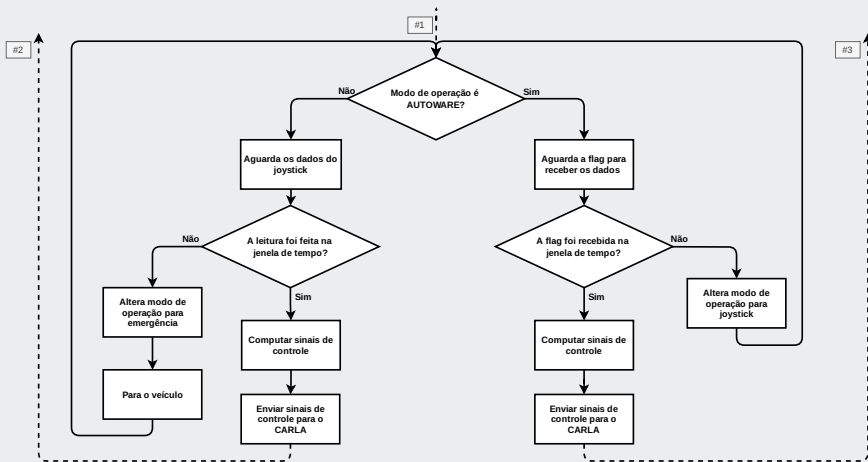 #1
#2
#3
Modo de operação é
AUTOWARE?
Não
Sim
Aguarda os dados do
joystick
Aguarda a flag para
receber os dados
A leitura foi feita na
jenela de tempo?
Não
Sim
A flag foi recebida na
jenela de tempo?
Não
Sim
Altera modo de
operação para
emergência
Computar sinais de
controle
Computar sinais de
controle
Altera modo de
operação para
joystick
Para o veículo
Enviar sinais de
controle para o
CARLA
Enviar sinais de
controle para o
CARLA